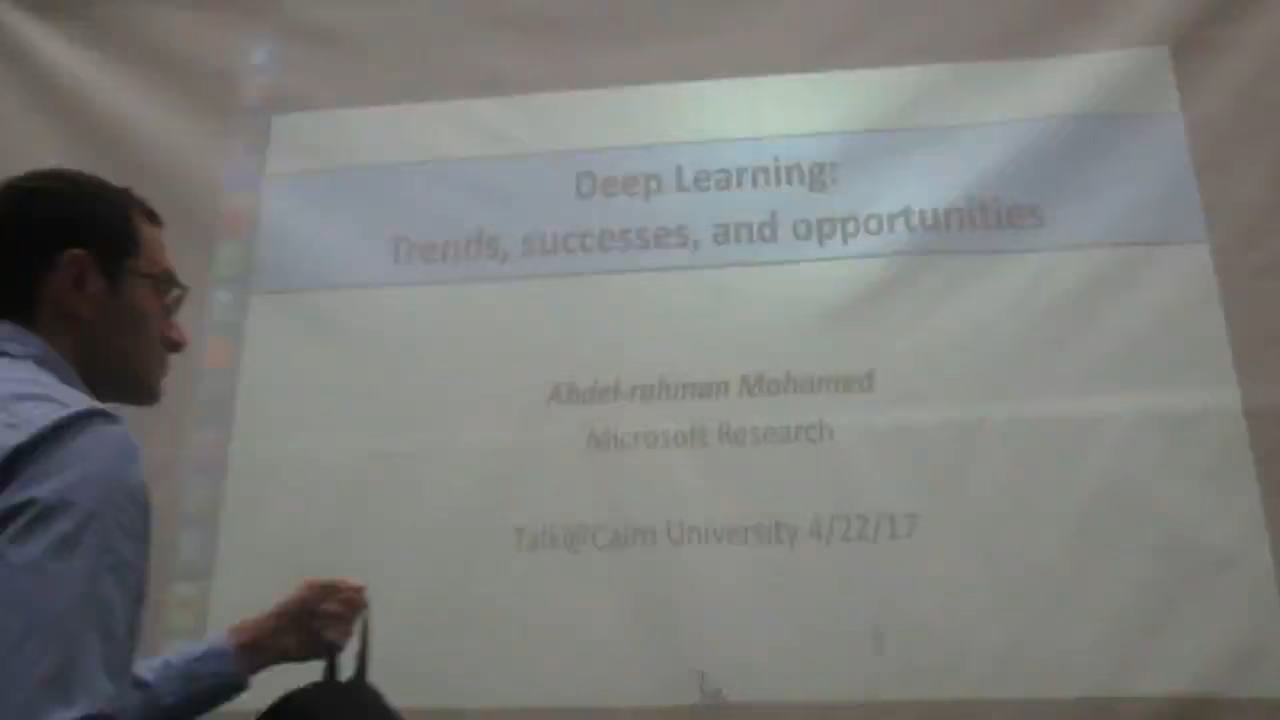 Deep Learning:
Trends, successes, and opportunities
Abdel-rahman Mohamed
Microsoft Research
Talk@Cairo University 4/22/17